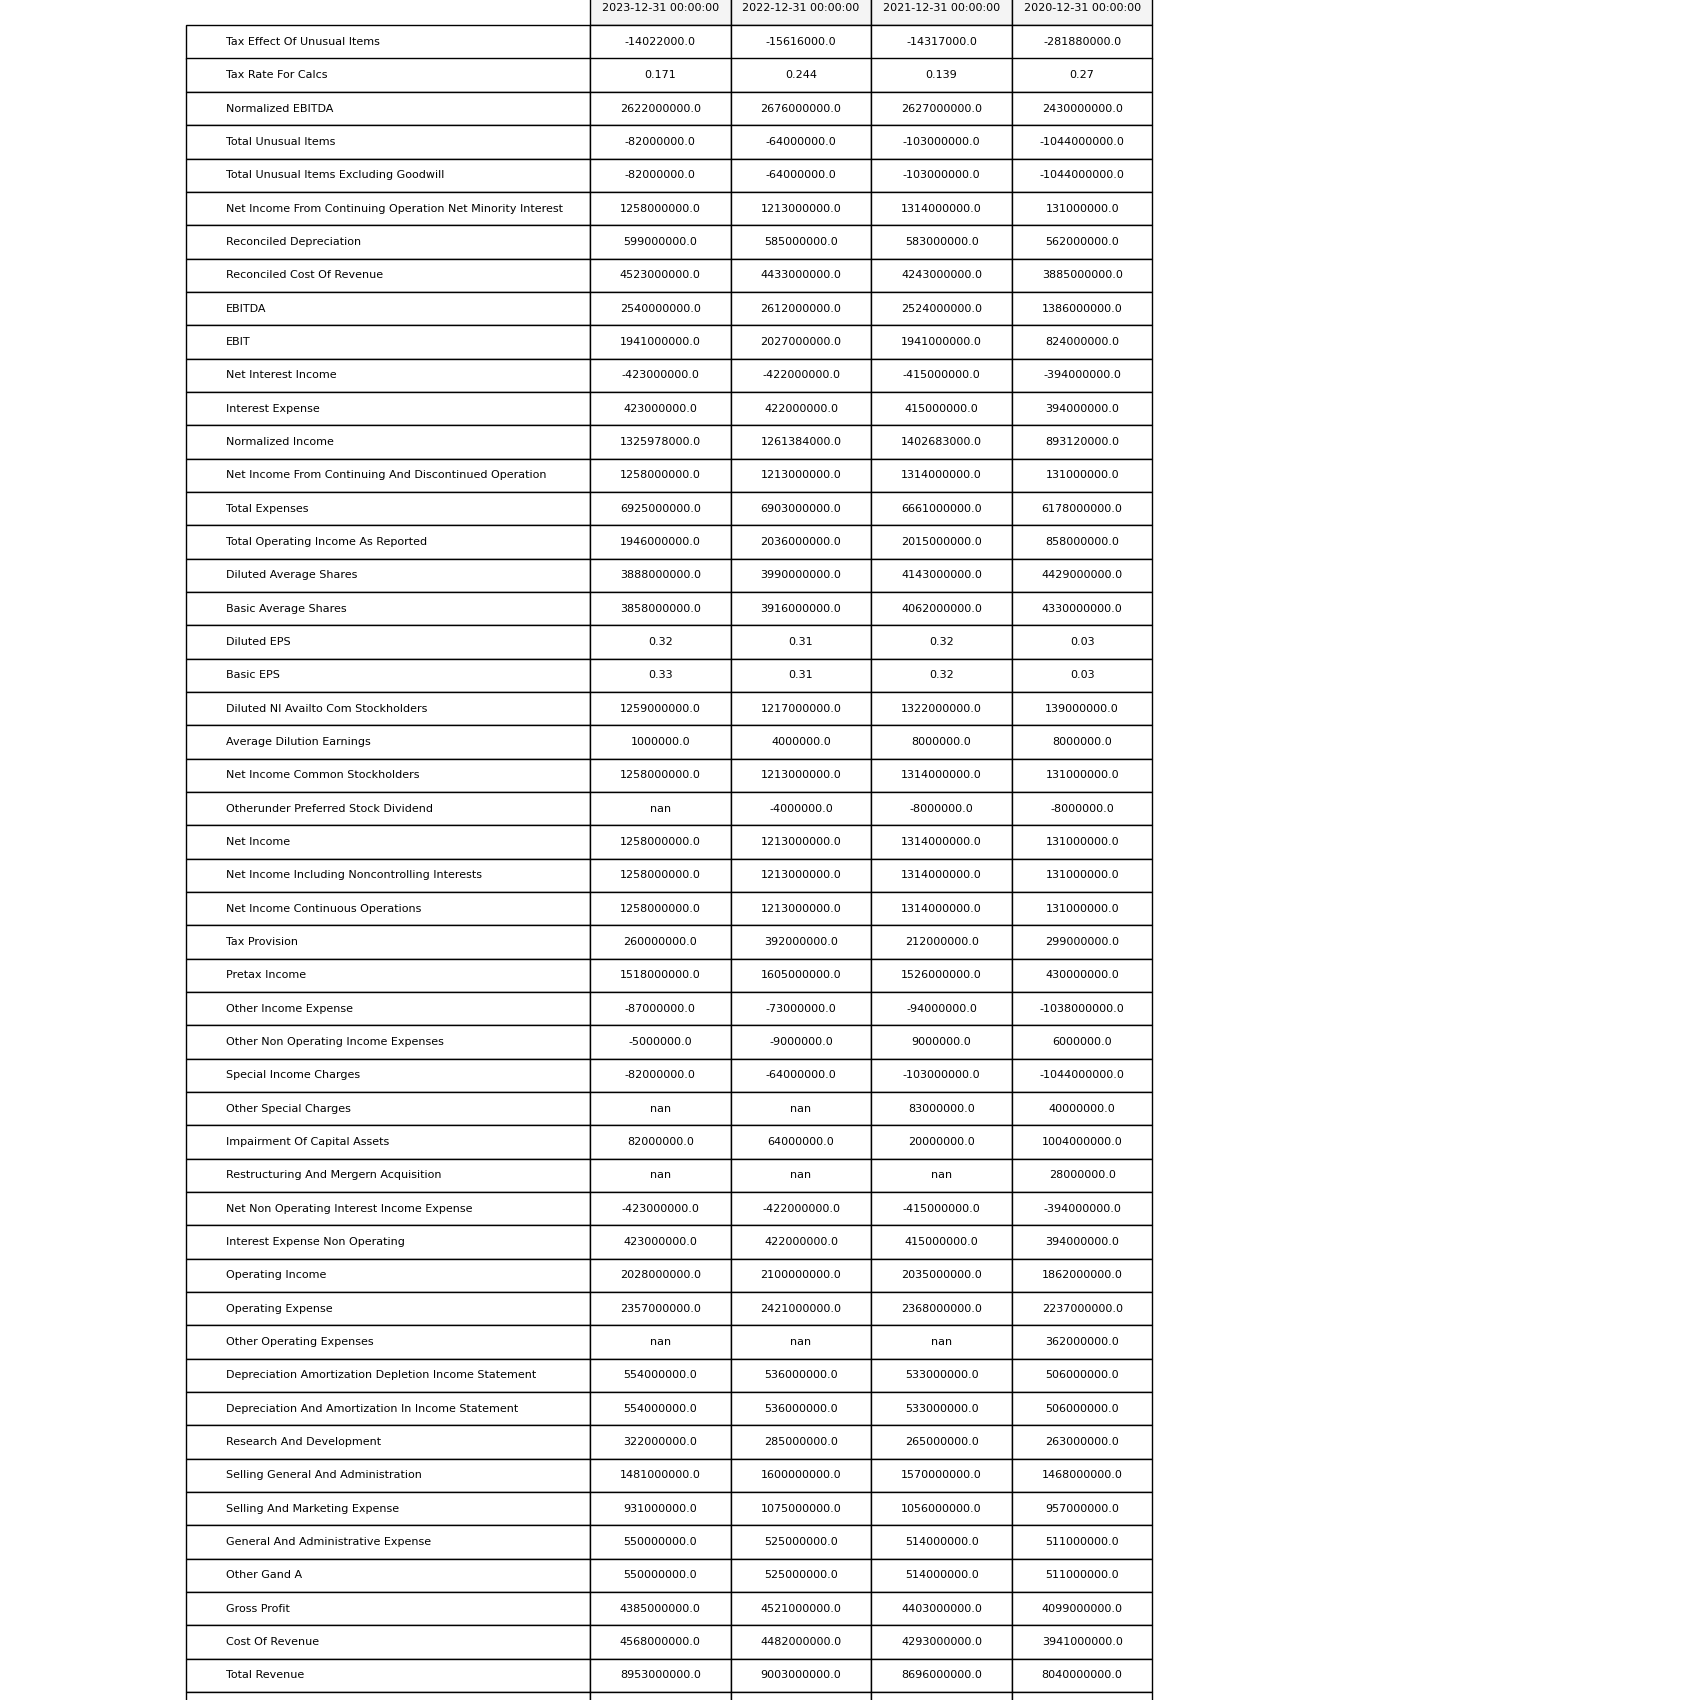 2023-12-31 00:00:00 2022-12-31 00:00:00 2021-12-31 00:00:00 2020-12-31 00:00:00
Tax Effect Of Unusual Items -14022000.0 -15616000.0 -14317000.0 -281880000.0
Tax Rate For Calcs 0.171 0.244 0.139 0.27
Normalized EBITDA 2622000000.0 2676000000.0 2627000000.0 2430000000.0
Total Unusual Items -82000000.0 -64000000.0 -103000000.0 -1044000000.0
Total Unusual Items Excluding Goodwill -82000000.0 -64000000.0 -103000000.0 -1044000000.0
Net Income From Continuing Operation Net Minority Interest 1258000000.0 1213000000.0 1314000000.0 131000000.0
Reconciled Depreciation 599000000.0 585000000.0 583000000.0 562000000.0
Reconciled Cost Of Revenue 4523000000.0 4433000000.0 4243000000.0 3885000000.0
EBITDA 2540000000.0 2612000000.0 2524000000.0 1386000000.0
EBIT 1941000000.0 2027000000.0 1941000000.0 824000000.0
Net Interest Income -423000000.0 -422000000.0 -415000000.0 -394000000.0
Interest Expense 423000000.0 422000000.0 415000000.0 394000000.0
Normalized Income 1325978000.0 1261384000.0 1402683000.0 893120000.0
Net Income From Continuing And Discontinued Operation 1258000000.0 1213000000.0 1314000000.0 131000000.0
Total Expenses 6925000000.0 6903000000.0 6661000000.0 6178000000.0
Total Operating Income As Reported 1946000000.0 2036000000.0 2015000000.0 858000000.0
Diluted Average Shares 3888000000.0 3990000000.0 4143000000.0 4429000000.0
Basic Average Shares 3858000000.0 3916000000.0 4062000000.0 4330000000.0
Diluted EPS 0.32 0.31 0.32 0.03
Basic EPS 0.33 0.31 0.32 0.03
Diluted NI Availto Com Stockholders 1259000000.0 1217000000.0 1322000000.0 139000000.0
Average Dilution Earnings 1000000.0 4000000.0 8000000.0 8000000.0
Net Income Common Stockholders 1258000000.0 1213000000.0 1314000000.0 131000000.0
Otherunder Preferred Stock Dividend nan -4000000.0 -8000000.0 -8000000.0
Net Income 1258000000.0 1213000000.0 1314000000.0 131000000.0
Net Income Including Noncontrolling Interests 1258000000.0 1213000000.0 1314000000.0 131000000.0
Net Income Continuous Operations 1258000000.0 1213000000.0 1314000000.0 131000000.0
Tax Provision 260000000.0 392000000.0 212000000.0 299000000.0
Pretax Income 1518000000.0 1605000000.0 1526000000.0 430000000.0
Other Income Expense -87000000.0 -73000000.0 -94000000.0 -1038000000.0
Other Non Operating Income Expenses -5000000.0 -9000000.0 9000000.0 6000000.0
Special Income Charges -82000000.0 -64000000.0 -103000000.0 -1044000000.0
Other Special Charges nan nan 83000000.0 40000000.0
Impairment Of Capital Assets 82000000.0 64000000.0 20000000.0 1004000000.0
Restructuring And Mergern Acquisition nan nan nan 28000000.0
Net Non Operating Interest Income Expense -423000000.0 -422000000.0 -415000000.0 -394000000.0
Interest Expense Non Operating 423000000.0 422000000.0 415000000.0 394000000.0
Operating Income 2028000000.0 2100000000.0 2035000000.0 1862000000.0
Operating Expense 2357000000.0 2421000000.0 2368000000.0 2237000000.0
Other Operating Expenses nan nan nan 362000000.0
Depreciation Amortization Depletion Income Statement 554000000.0 536000000.0 533000000.0 506000000.0
Depreciation And Amortization In Income Statement 554000000.0 536000000.0 533000000.0 506000000.0
Research And Development 322000000.0 285000000.0 265000000.0 263000000.0
Selling General And Administration 1481000000.0 1600000000.0 1570000000.0 1468000000.0
Selling And Marketing Expense 931000000.0 1075000000.0 1056000000.0 957000000.0
General And Administrative Expense 550000000.0 525000000.0 514000000.0 511000000.0
Other Gand A 550000000.0 525000000.0 514000000.0 511000000.0
Gross Profit 4385000000.0 4521000000.0 4403000000.0 4099000000.0
Cost Of Revenue 4568000000.0 4482000000.0 4293000000.0 3941000000.0
Total Revenue 8953000000.0 9003000000.0 8696000000.0 8040000000.0